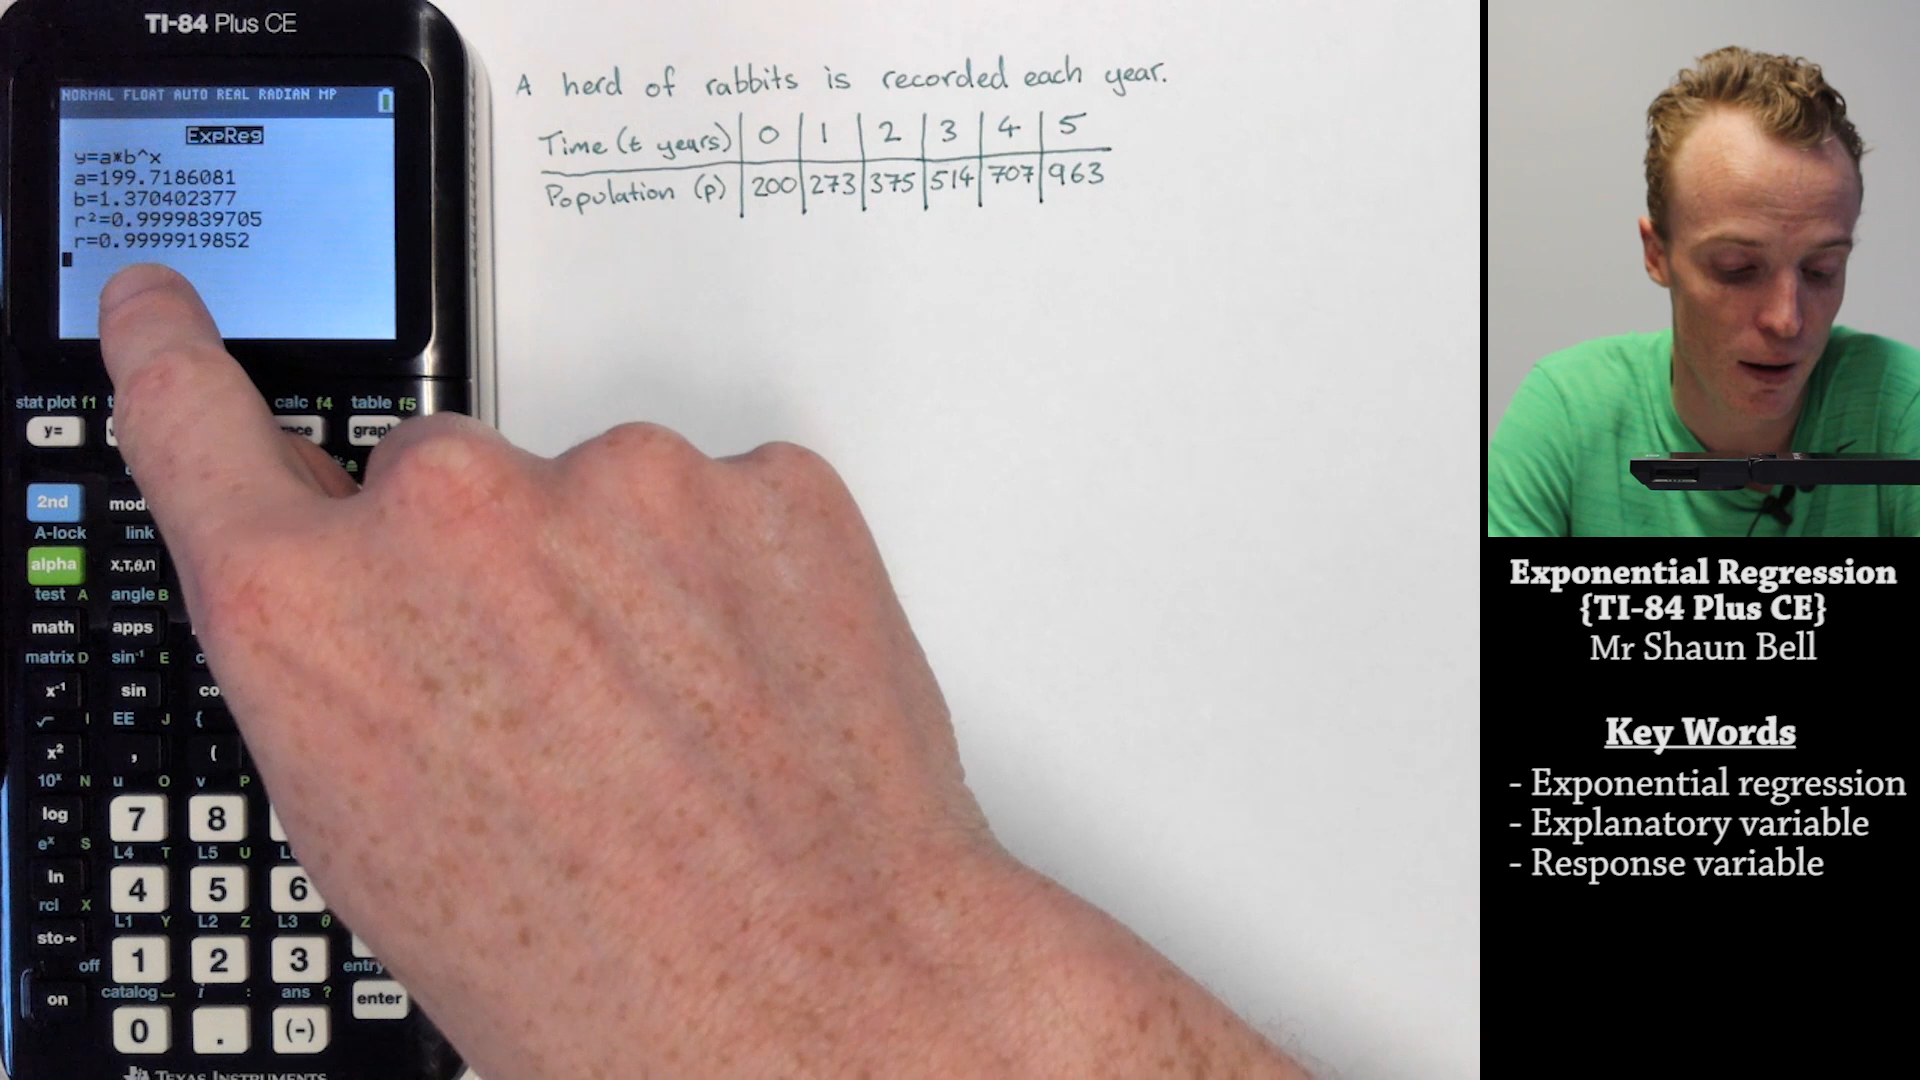 TI-84 Plus CE
NORMAL FLOAT AUTO REAL RADIAN MP
ExpReg
y=a*b^x
a=199.7186081
b=1.370402377
r²=0.9999839705
r=0.9999919852
A herd of rabbits is recorded each year.
Time (t years) 0 1 2 3 4 5
Population (p) 200 273 375 514 707 963
stat plot f1 calc f4 table f5
y=
2nd
A-lock link
alpha X,T,θ,n
test A angle B
math apps
matrix D sin⁻¹ E
x⁻¹ sin
√ I EE J {
x² , (
10ˣ N u O v P
log 7 8
eˣ S L4 T L5 U
ln 4 5 6
rcl X L1 Y L2 Z L3 θ
sto→ 1 2 3
off catalog i : ans ? entry
on 0 . (-) enter
TEXAS INSTRUMENTS
Exponential Regression
{TI-84 Plus CE}
Mr Shaun Bell
Key Words
- Exponential regression
- Explanatory variable
- Response variable